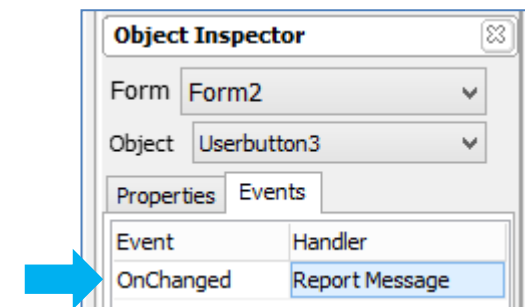 Object Inspector
Form Form2
Object Userbutton3
Properties Events
Event Handler
OnChanged Report Message